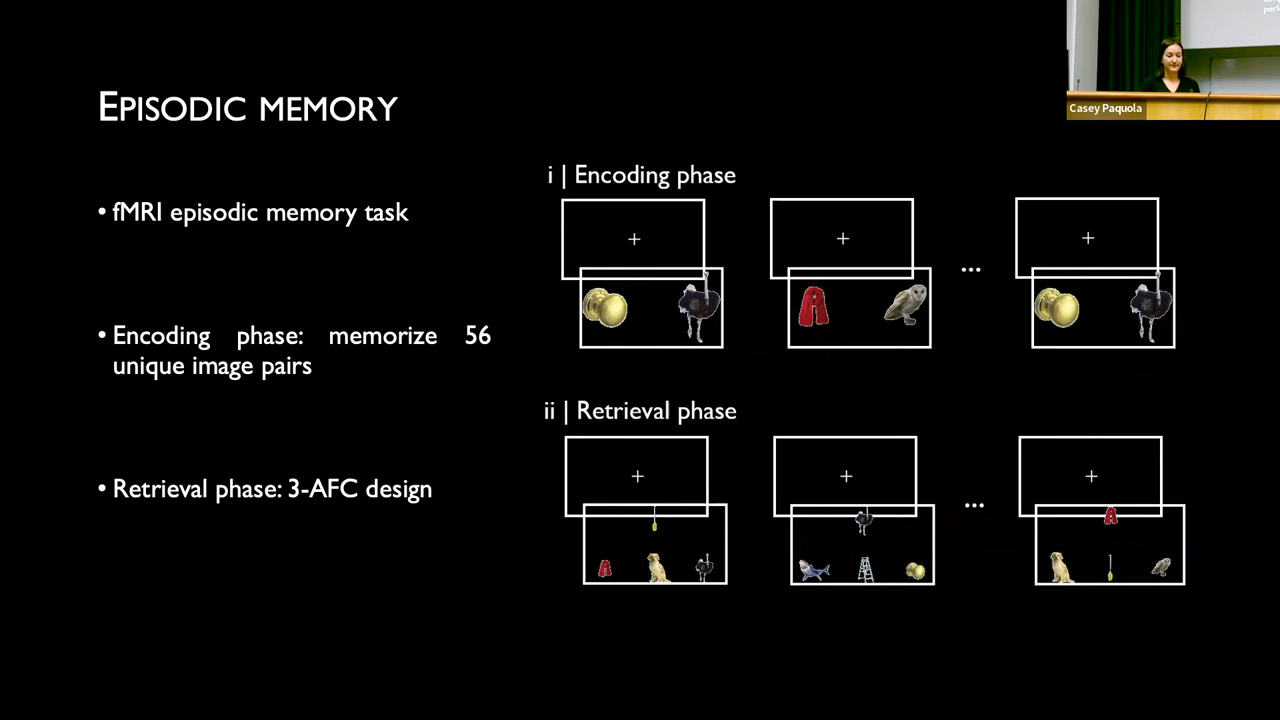 EPISODIC MEMORY
Casey Paquola
• fMRI episodic memory task
• Encoding phase: memorize 56
unique image pairs
• Retrieval phase: 3-AFC design
i | Encoding phase
+
+
...
+
ii | Retrieval phase
+
+
...
+